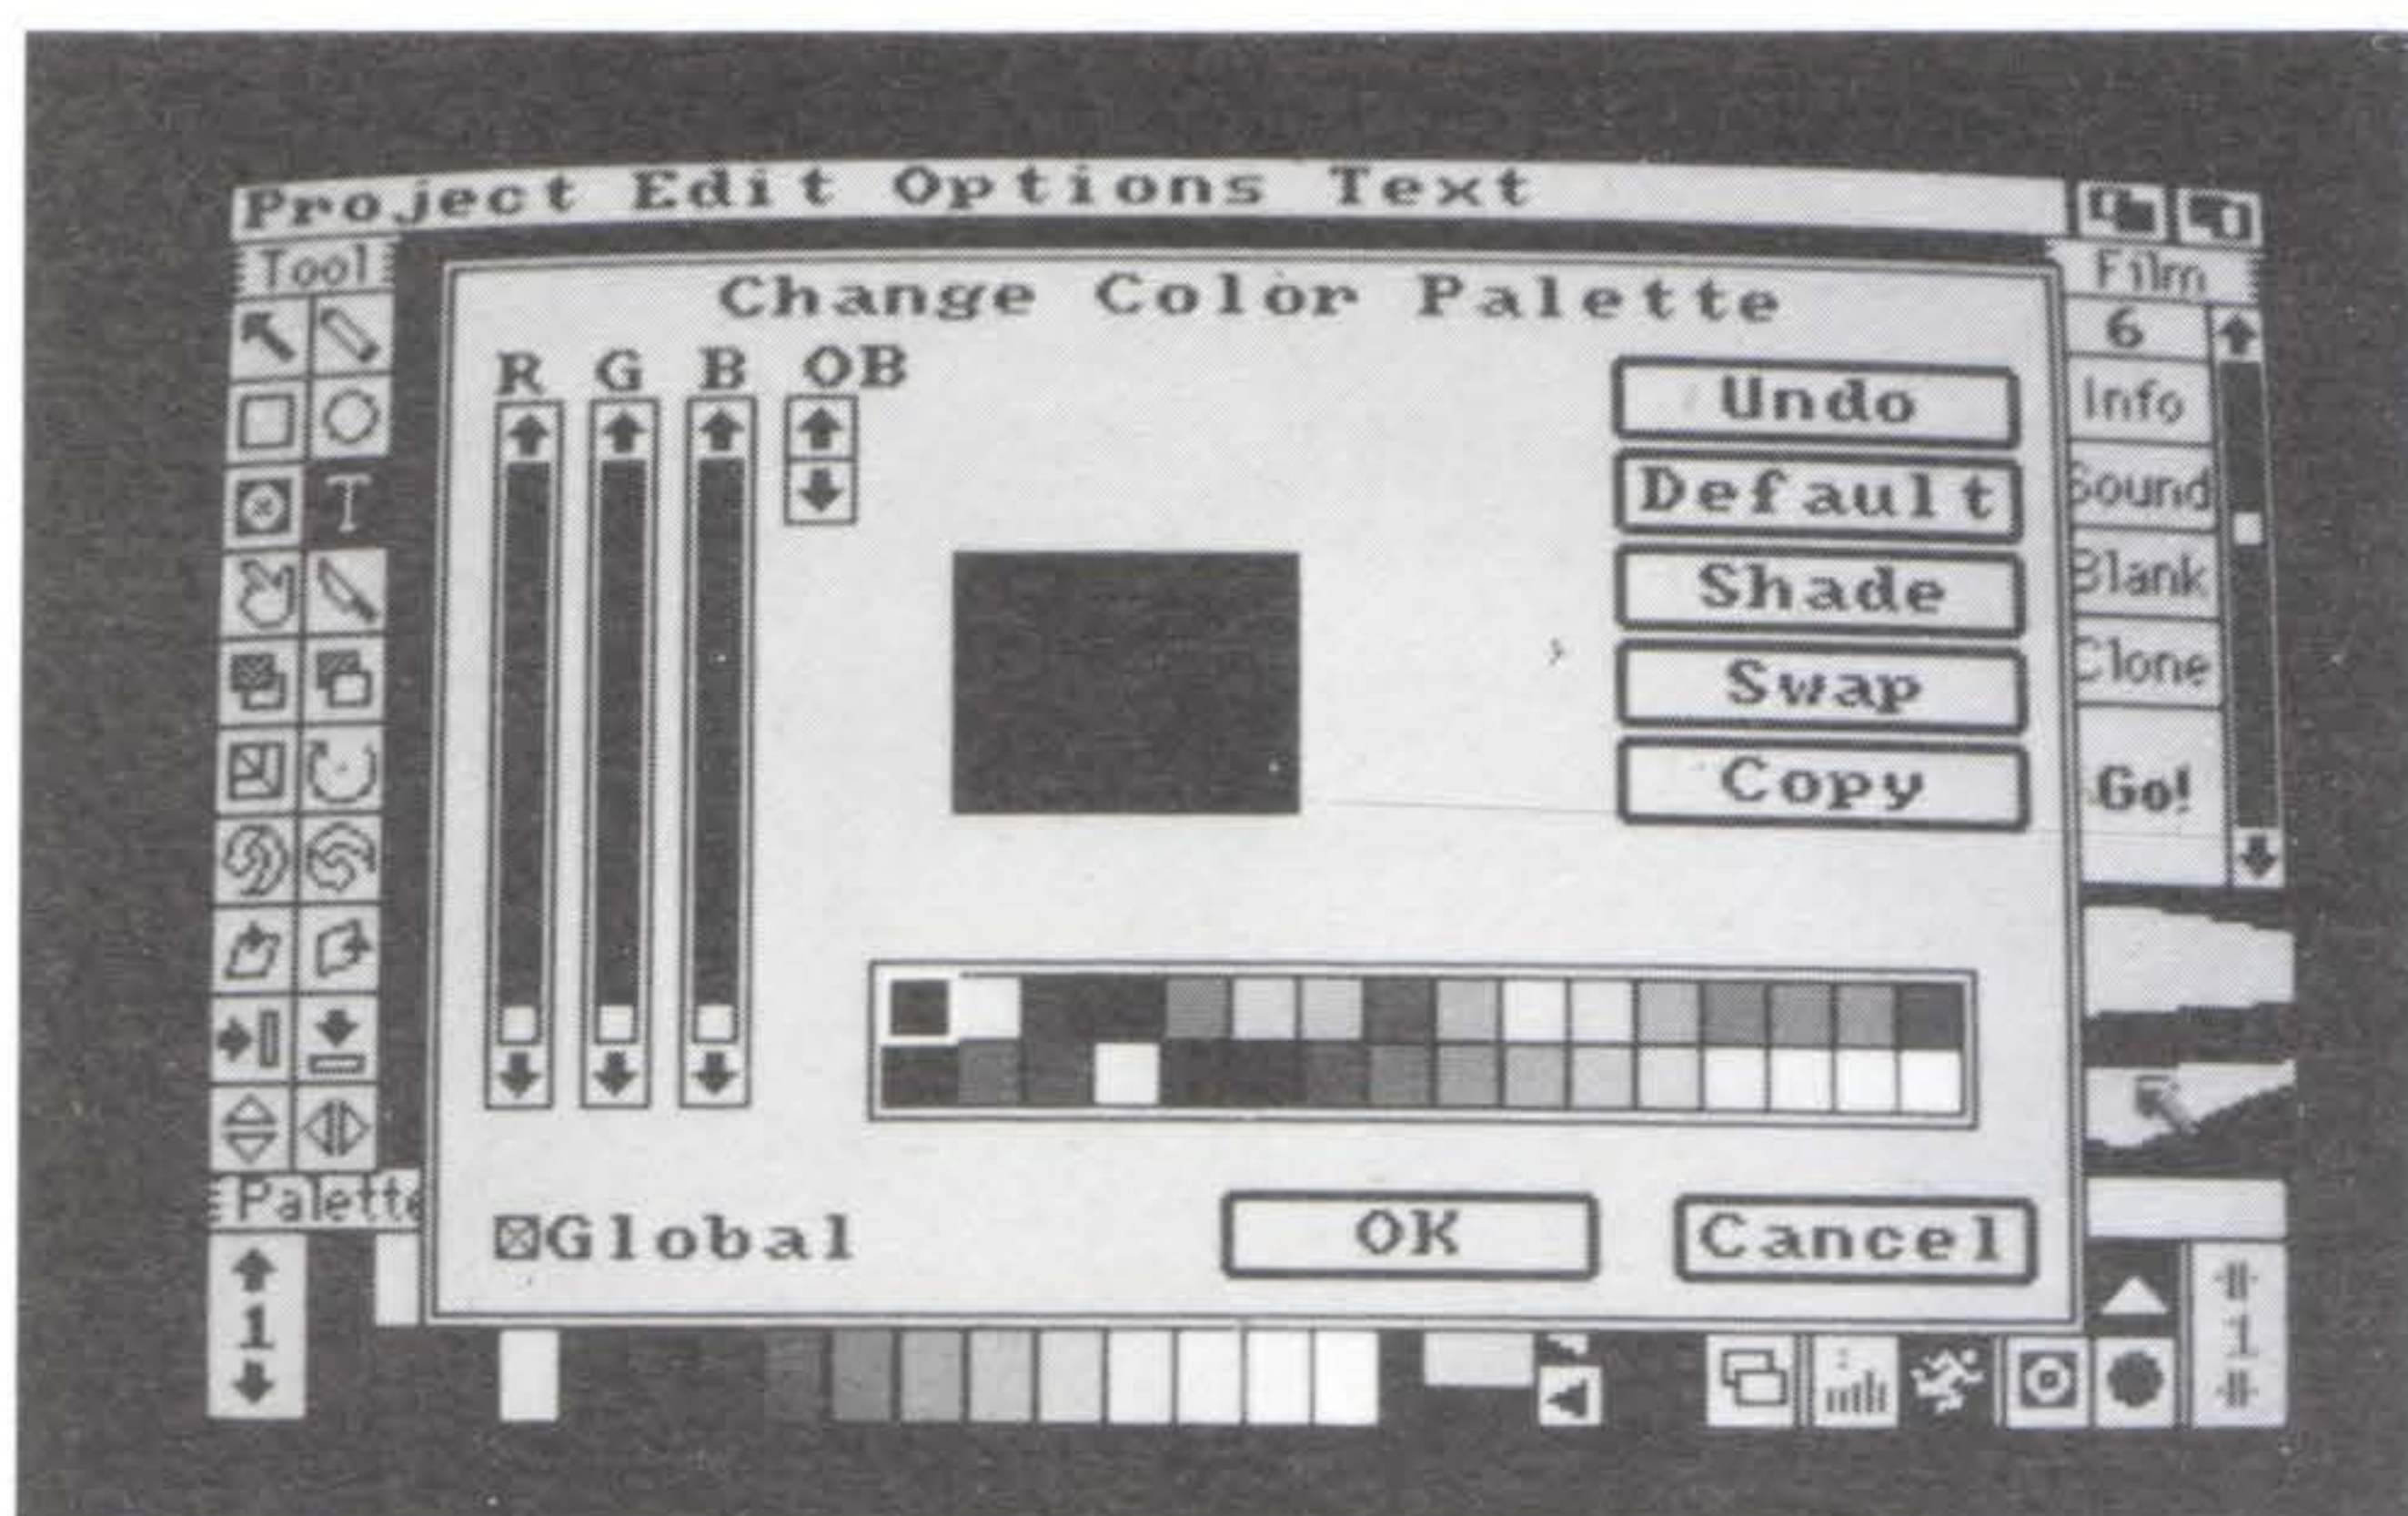 Project Edit Options Text
Tool
Film
Change Color Palette
6
R G B OB
Undo
Info
Default
Sound
T
Shade
Blank
Swap
Clone
Copy
Go!
Palette
Global
OK
Cancel
1
1